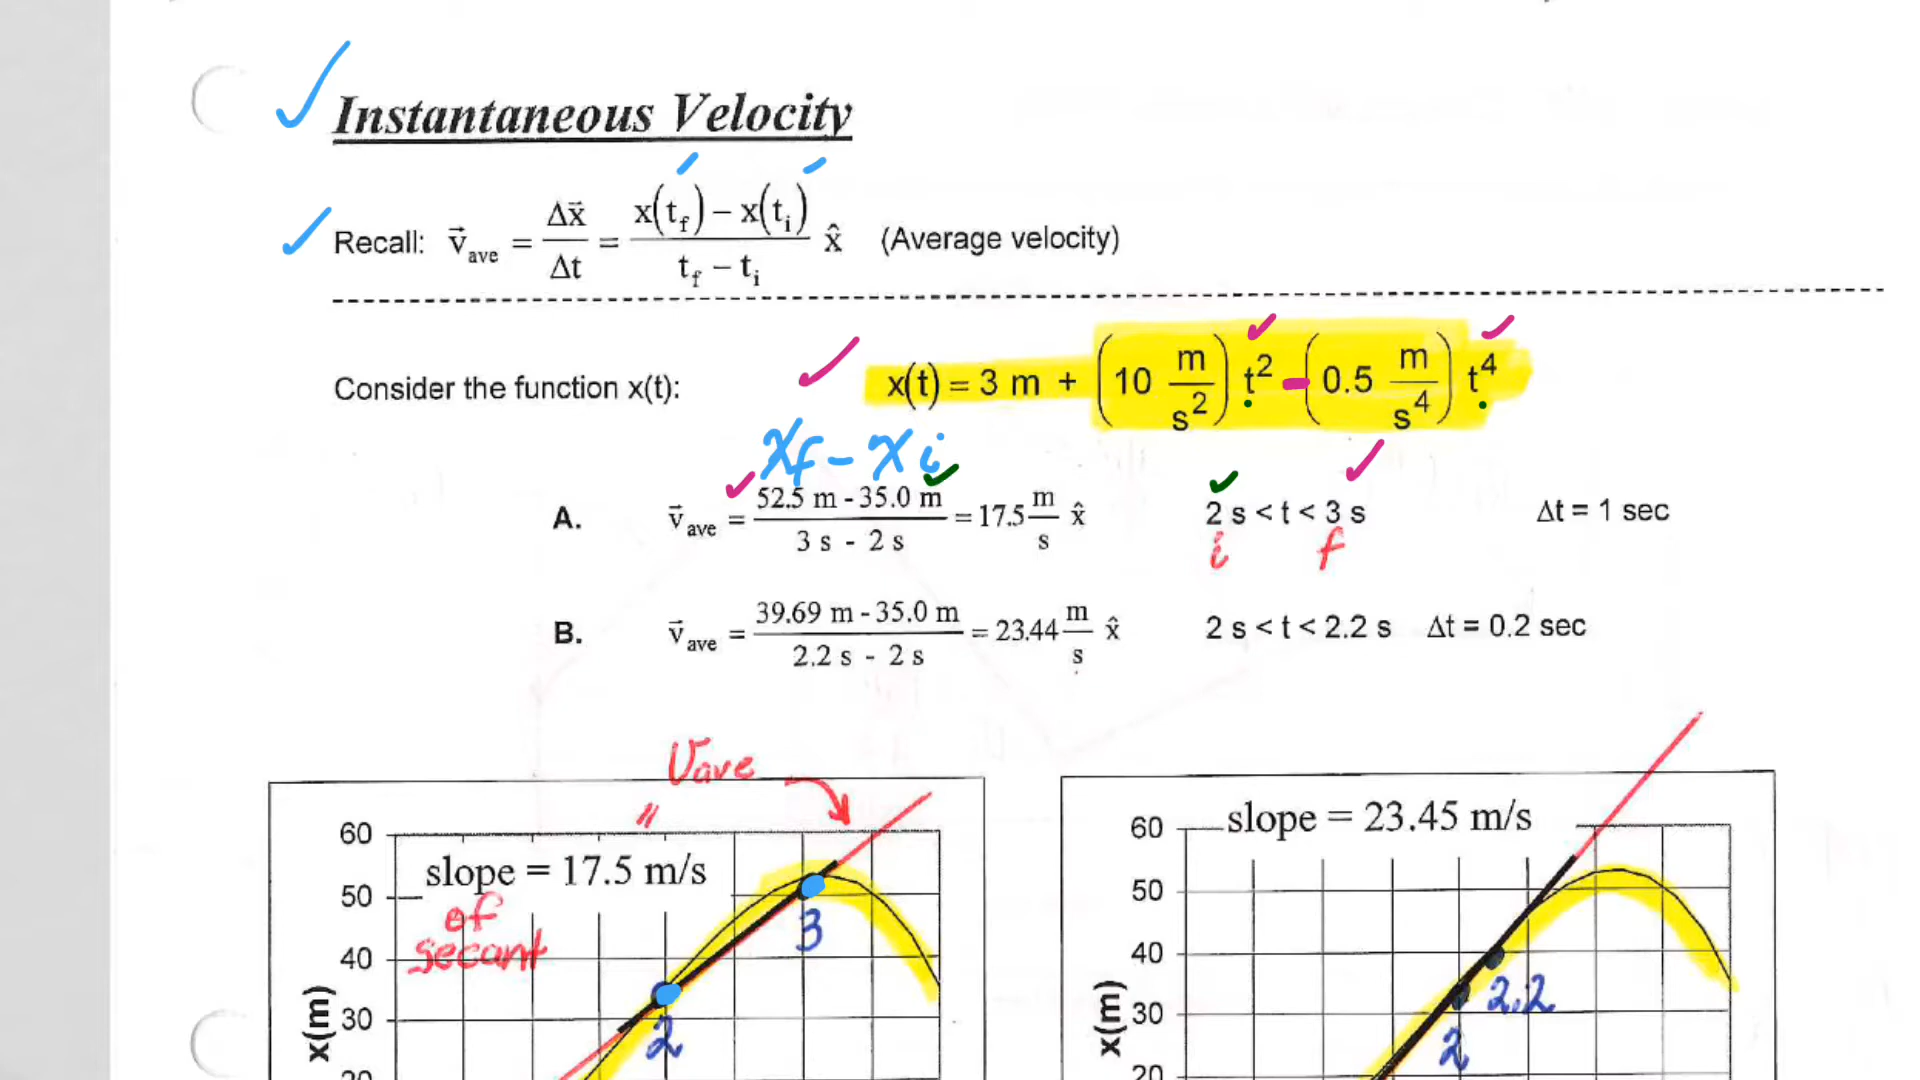 Instantaneous Velocity
Recall: v⃗ave = Δx⃗/Δt = (x(tf) – x(ti))/(tf – ti) x̂ (Average velocity)
Consider the function x(t): x(t) = 3 m + (10 m/s²) t² – (0.5 m/s⁴) t⁴
xf – xi
A. v⃗ave = (52.5 m - 35.0 m)/(3 s - 2 s) = 17.5 m/s x̂ 2 s < t < 3 s Δt = 1 sec
i f
B. v⃗ave = (39.69 m - 35.0 m)/(2.2 s - 2 s) = 23.44 m/s x̂ 2 s < t < 2.2 s Δt = 0.2 sec
Vave
"
slope = 17.5 m/s
of
secant
60
50
40
30
20
x(m)
3
2
slope = 23.45 m/s
60
50
40
30
20
x(m)
2.2
2